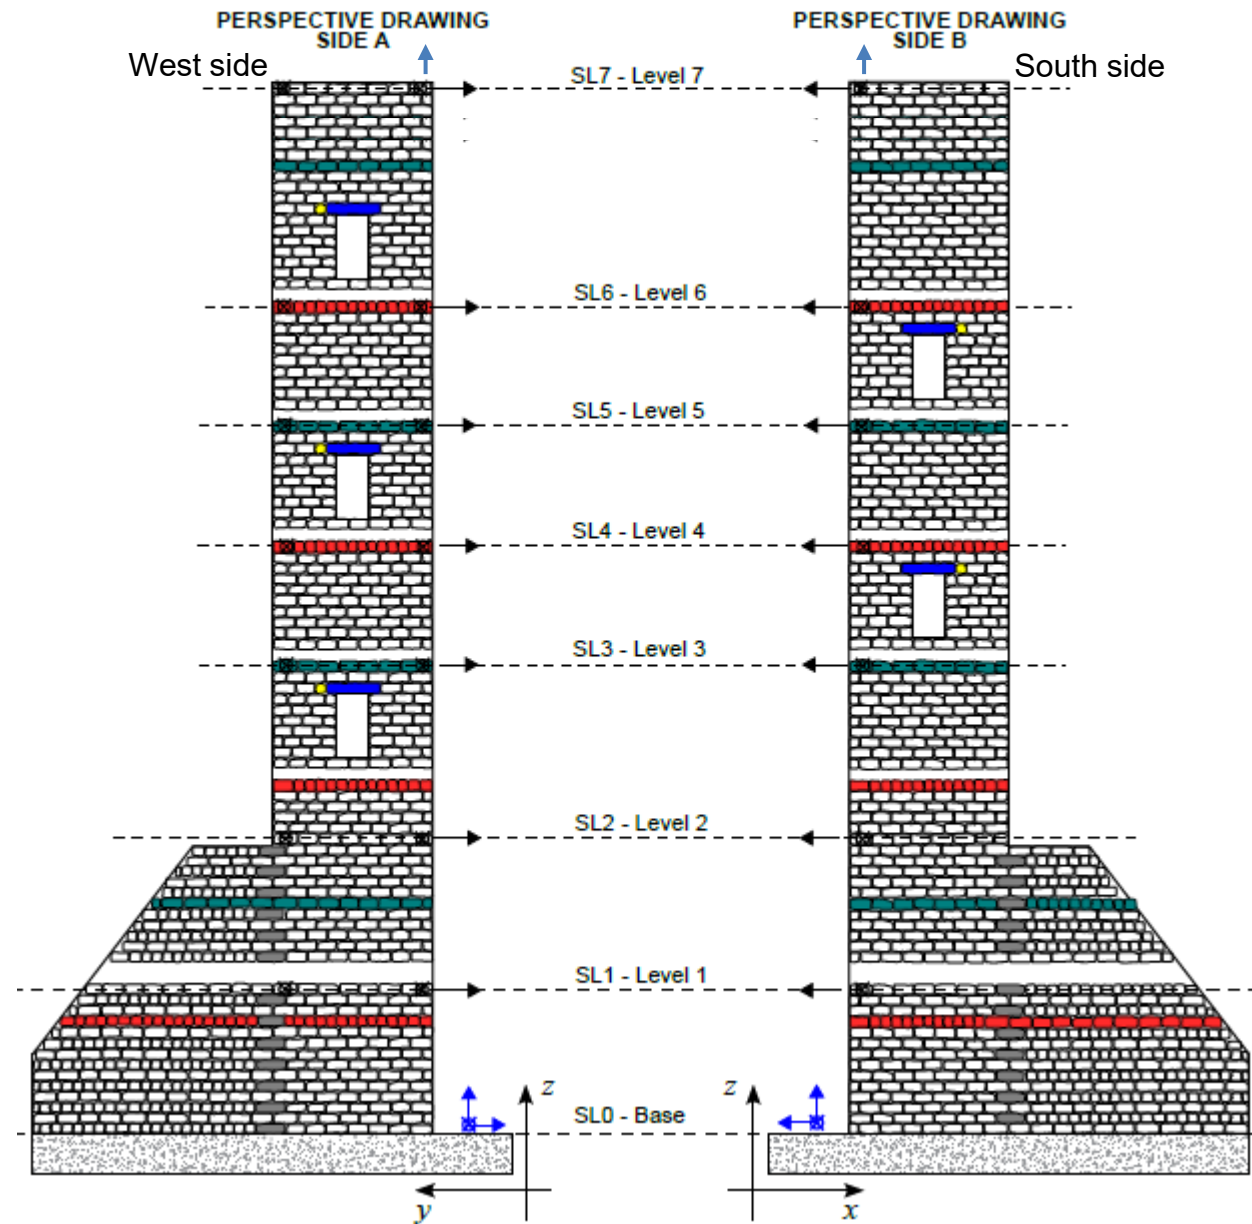 PERSPECTIVE DRAWING
SIDE A
PERSPECTIVE DRAWING
SIDE B
West side
South side
SL7 - Level 7
SL6 - Level 6
SL5 - Level 5
SL4 - Level 4
SL3 - Level 3
SL2 - Level 2
SL1 - Level 1
z
z
SL0 - Base
y
x